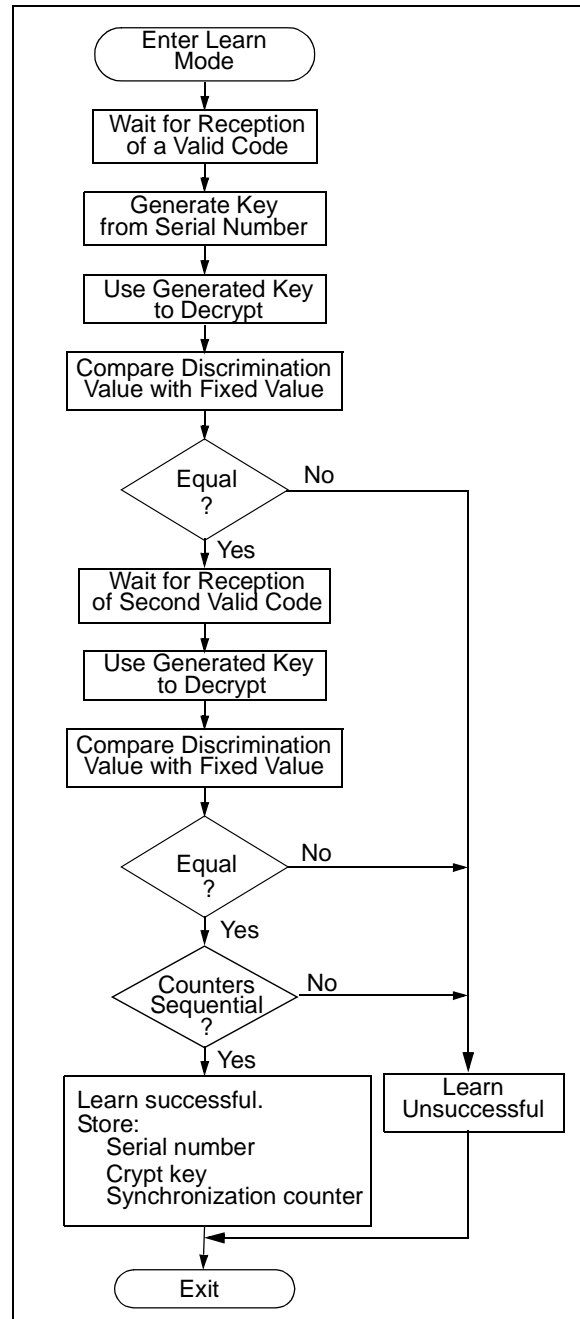 Enter Learn
Mode
Wait for Reception
of a Valid Code
Generate Key
from Serial Number
Use Generated Key
to Decrypt
Compare Discrimination
Value with Fixed Value
Equal
?
No
Yes
Wait for Reception
of Second Valid Code
Use Generated Key
to Decrypt
Compare Discrimination
Value with Fixed Value
Equal
?
No
Yes
Counters
Sequential
?
No
Yes
Learn successful.
Store:
Serial number
Crypt key
Synchronization counter
Learn
Unsuccessful
Exit